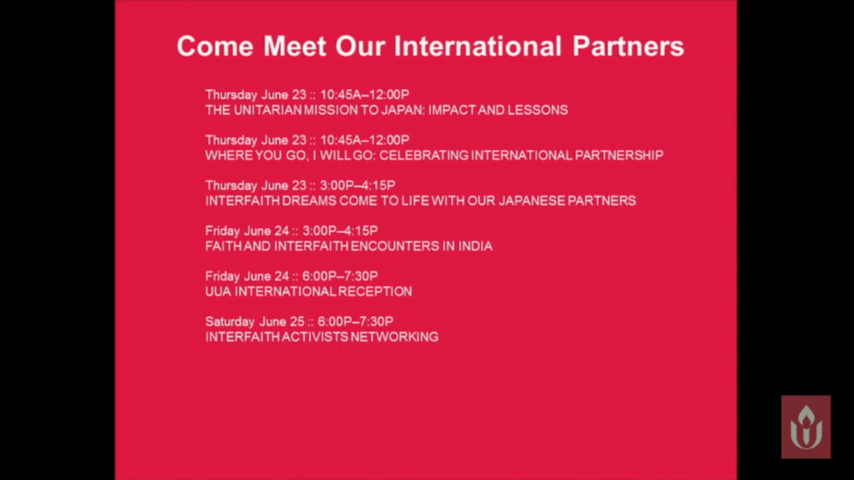 Come Meet Our International Partners
Thursday June 23 :: 10:45A–12:00P
THE UNITARIAN MISSION TO JAPAN: IMPACT AND LESSONS
Thursday June 23 :: 10:45A–12:00P
WHERE YOU GO, I WILL GO: CELEBRATING INTERNATIONAL PARTNERSHIP
Thursday June 23 :: 3:00P–4:15P
INTERFAITH DREAMS COME TO LIFE WITH OUR JAPANESE PARTNERS
Friday June 24 :: 3:00P–4:15P
FAITH AND INTERFAITH ENCOUNTERS IN INDIA
Friday June 24 :: 6:00P–7:30P
UUA INTERNATIONAL RECEPTION
Saturday June 25 :: 6:00P–7:30P
INTERFAITH ACTIVISTS NETWORKING